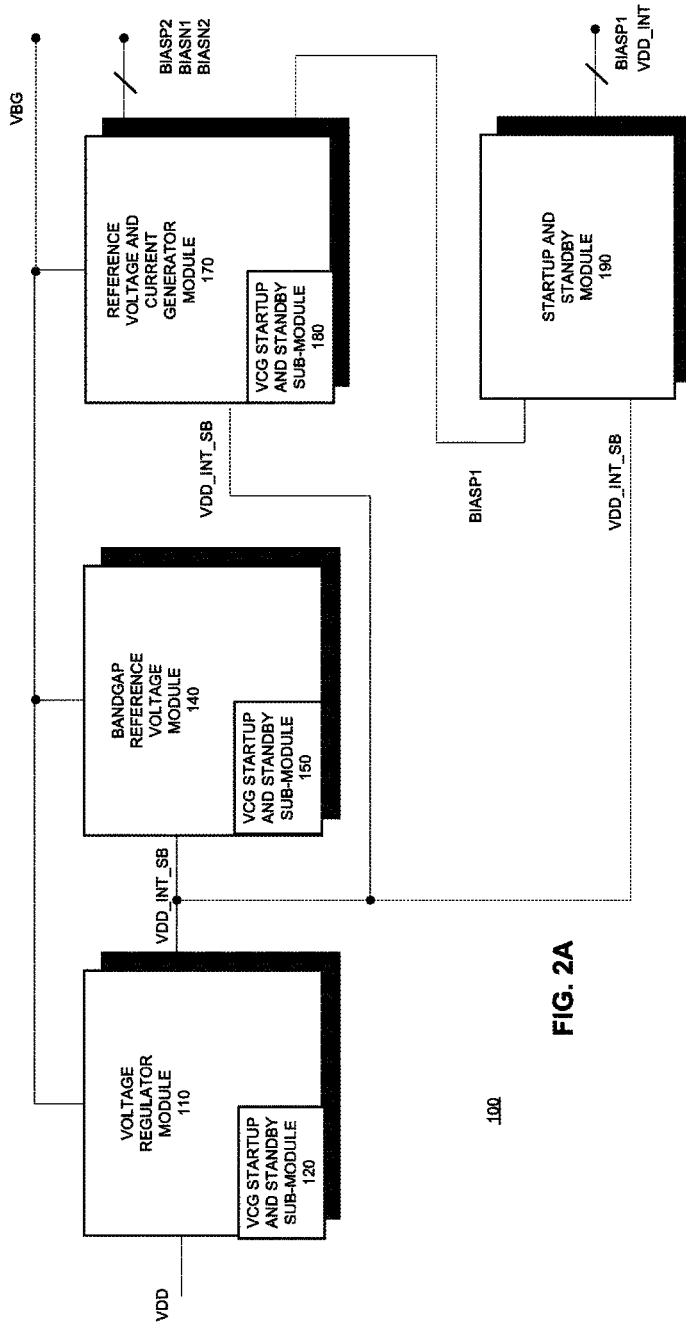 VDD
VOLTAGE
REGULATOR
MODULE
110
VCG STARTUP
AND STANDBY
SUB-MODULE
120
VDD_INT_SB
BANDGAP
REFERENCE
VOLTAGE
MODULE
140
VCG STARTUP
AND STANDBY
SUB-MODULE
150
VDD_INT_SB
REFERENCE
VOLTAGE AND
CURRENT
GENERATOR
MODULE
170
VCG STARTUP
AND STANDBY
SUB-MODULE
180
VBG
BIASP2
BIASN1
BIASN2
BIASP1
VDD_INT_SB
STARTUP AND
STANDBY
MODULE
190
BIASP1
VDD_INT
100
FIG. 2A